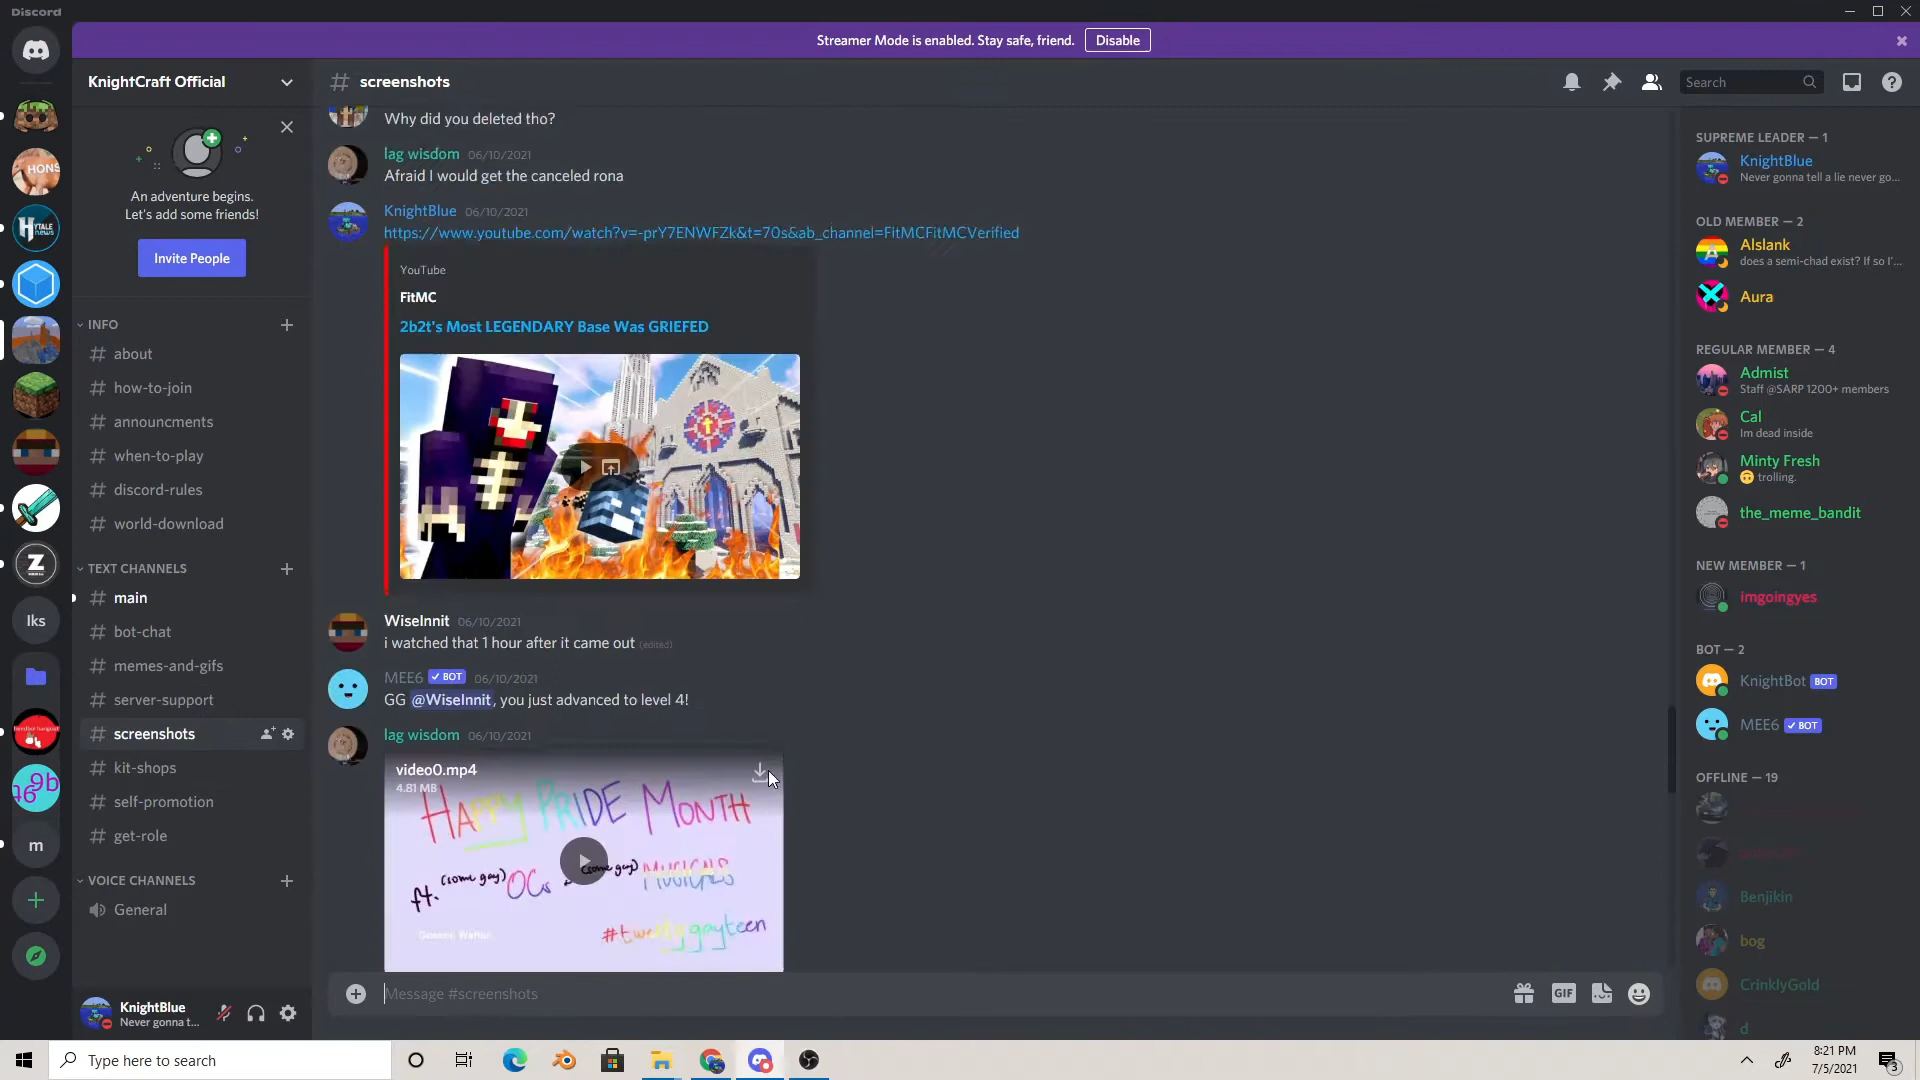 Discord
Streamer Mode is enabled. Stay safe, friend.
Disable
HONS
HYTALE
news
Z
lks
m
KnightCraft Official
An adventure begins.
Let's add some friends!
Invite People
INFO
about
how-to-join
announcments
when-to-play
discord-rules
world-download
TEXT CHANNELS
main
bot-chat
memes-and-gifs
server-support
screenshots
kit-shops
self-promotion
get-role
VOICE CHANNELS
General
KnightBlue
Never gonna t...
# screenshots
Search
Why did you deleted tho?
lag wisdom 06/10/2021
Afraid I would get the canceled rona
KnightBlue 06/10/2021
https://www.youtube.com/watch?v=-prY7ENWFZk&t=70s&ab_channel=FitMCFitMCVerified
YouTube
FitMC
2b2t's Most LEGENDARY Base Was GRIEFED
WiseInnit 06/10/2021
i watched that 1 hour after it came out (edited)
MEE6 ✓ BOT 06/10/2021
GG @WiseInnit, you just advanced to level 4!
lag wisdom 06/10/2021
video0.mp4
4.81 MB
HAPPY PRIDE MONTH
ft. (some gay) OCs (some gay) MUSICALS
#twentygayteen
Message #screenshots
GIF
SUPREME LEADER — 1
KnightBlue
Never gonna tell a lie never go...
OLD MEMBER — 2
Alslank
does a semi-chad exist? If so I'...
Aura
REGULAR MEMBER — 4
Admist
Staff @SARP 1200+ members
Cal
Im dead inside
Minty Fresh
trolling.
the_meme_bandit
NEW MEMBER — 1
imgoingyes
BOT — 2
KnightBot BOT
MEE6 ✓ BOT
OFFLINE — 19
Benjikin
bog
CrinklyGold
d
Type here to search
8:21 PM
7/5/2021
3